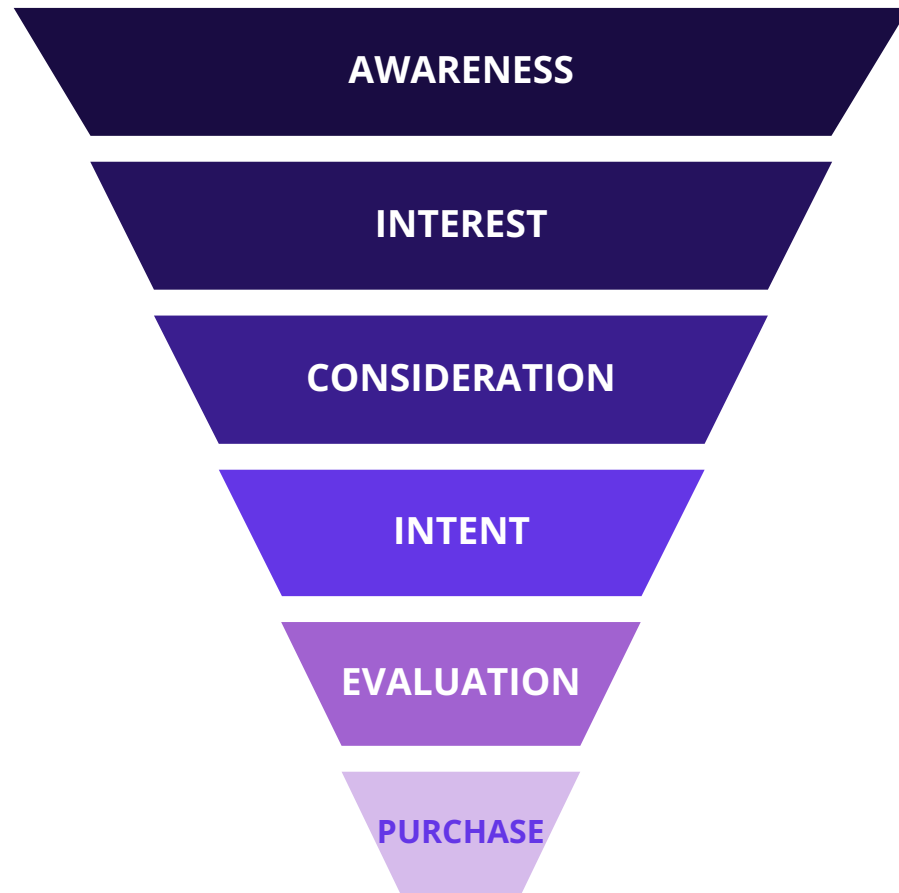 AWARENESS
INTEREST
CONSIDERATION
INTENT
EVALUATION
PURCHASE